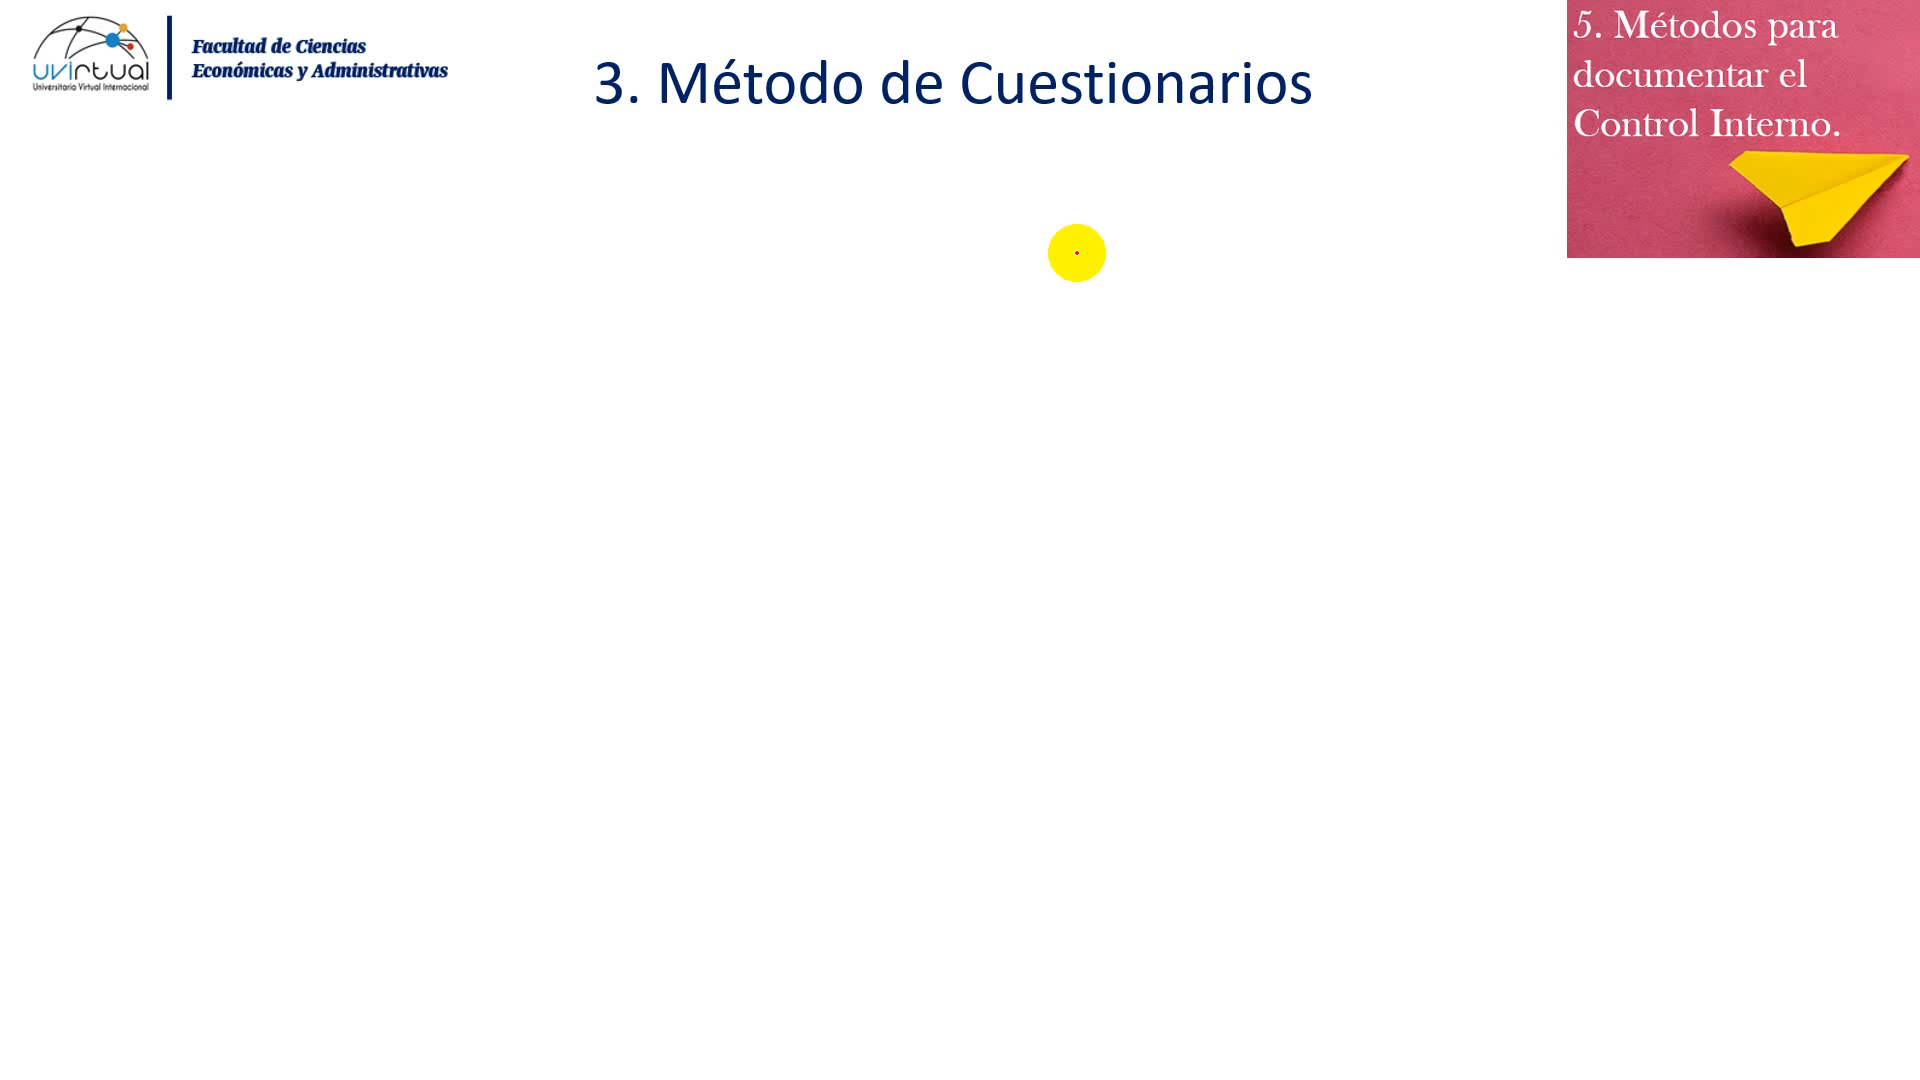 uvirtual
Universitaria Virtual Internacional
Facultad de Ciencias
Económicas y Administrativas
3. Método de Cuestionarios
5. Métodos para
documentar el
Control Interno.